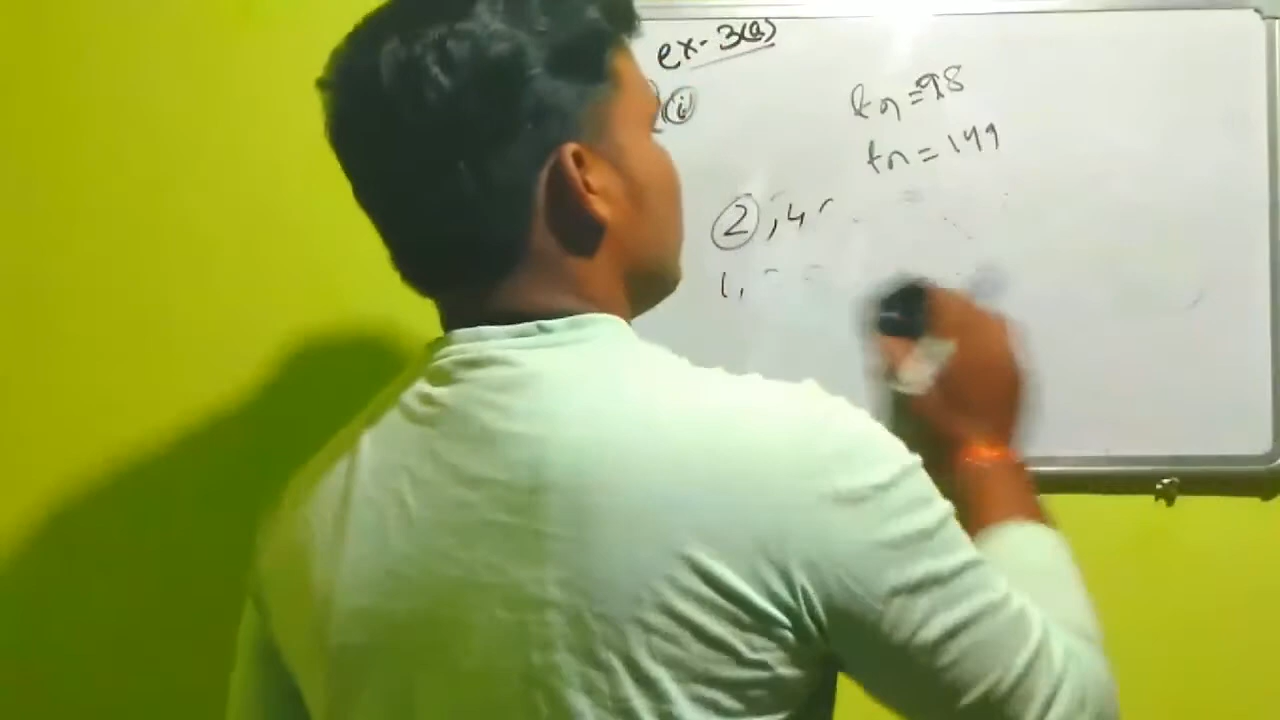 ex- 3(a)
(i)
tn = 98
tn = 149
2, 4
1,